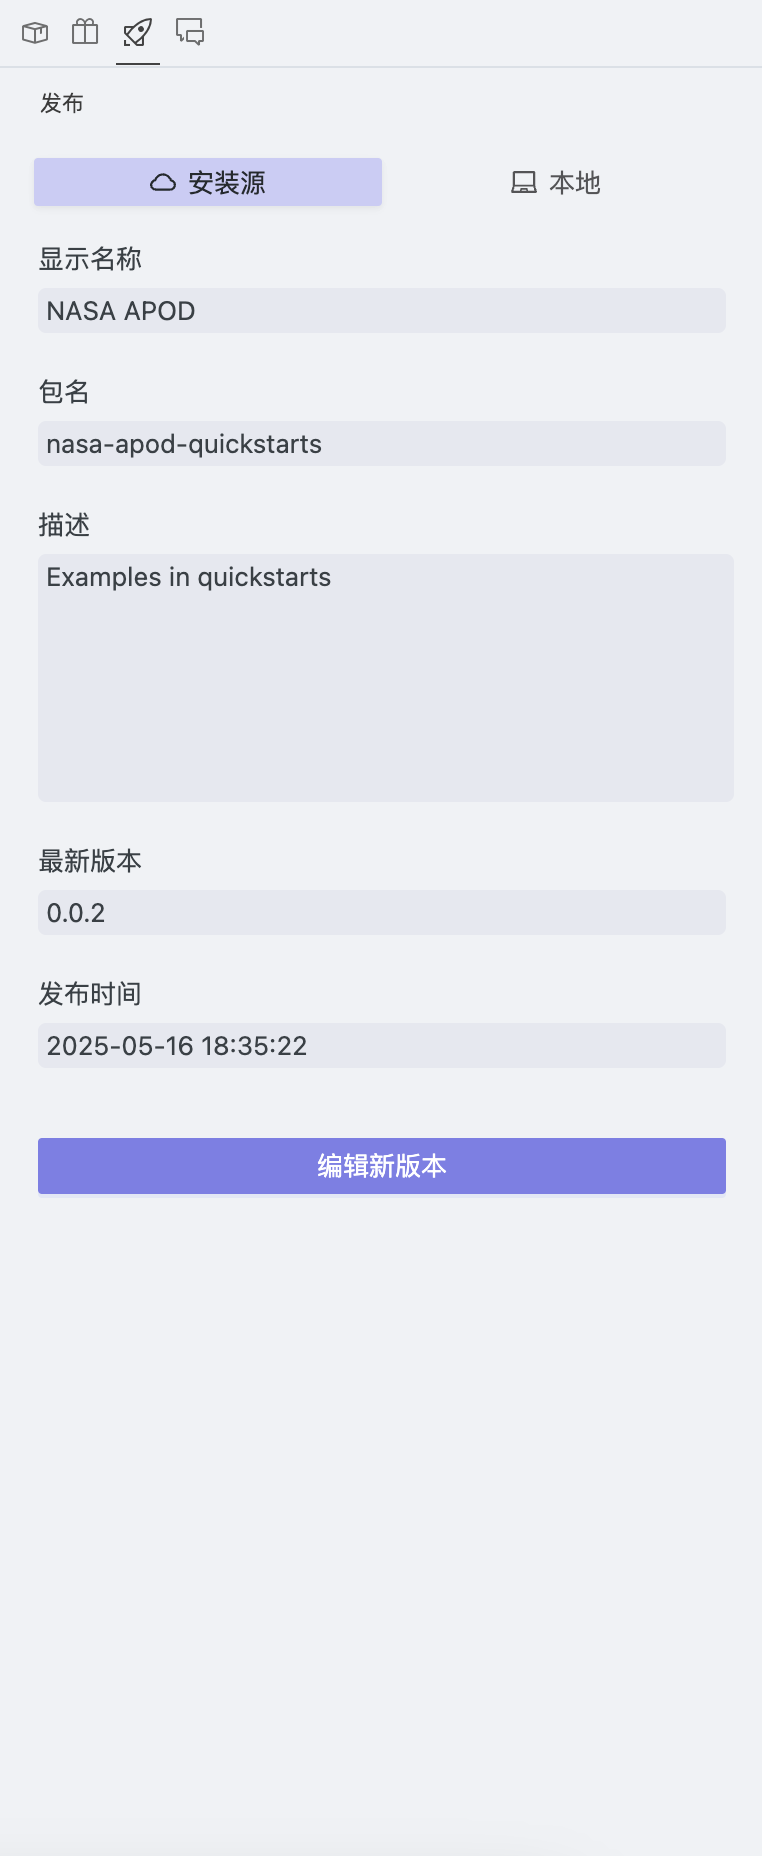 发布
安装源
本地
显示名称
NASA APOD
包名
nasa-apod-quickstarts
描述
Examples in quickstarts
最新版本
0.0.2
发布时间
2025-05-16 18:35:22
编辑新版本